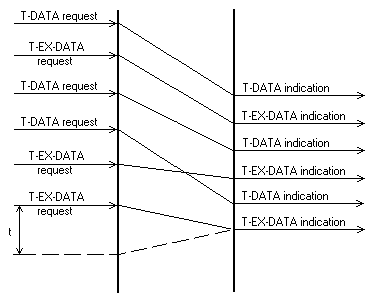 T-DATA request
T-EX-DATA
request
T-DATA request
T-DATA request
T-EX-DATA
request
T-EX-DATA
request
t
T-DATA indication
T-EX-DATA indication
T-DATA indication
T-EX-DATA indication
T-DATA indication
T-EX-DATA indication